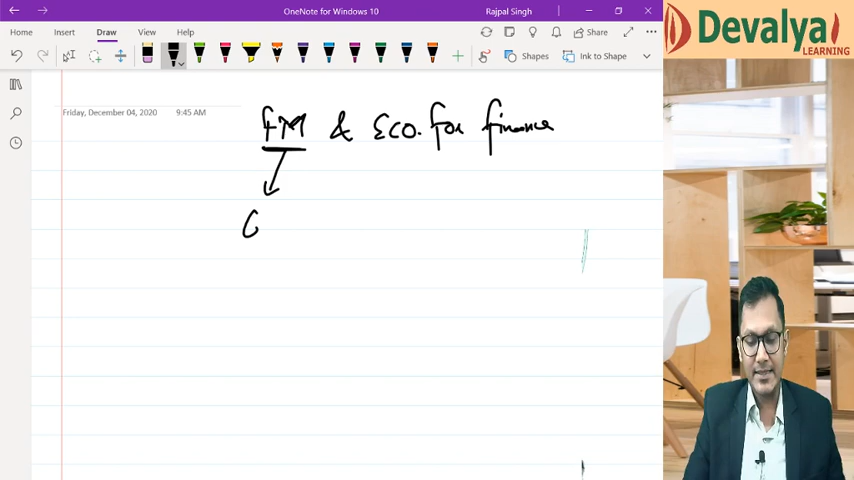 OneNote for Windows 10
Rajpal Singh
Home Insert Draw View Help Share
Shapes Ink to Shape
Friday, December 04, 2020 9:45 AM
FM & Eco. for finance
C
Devalya
LEARNING